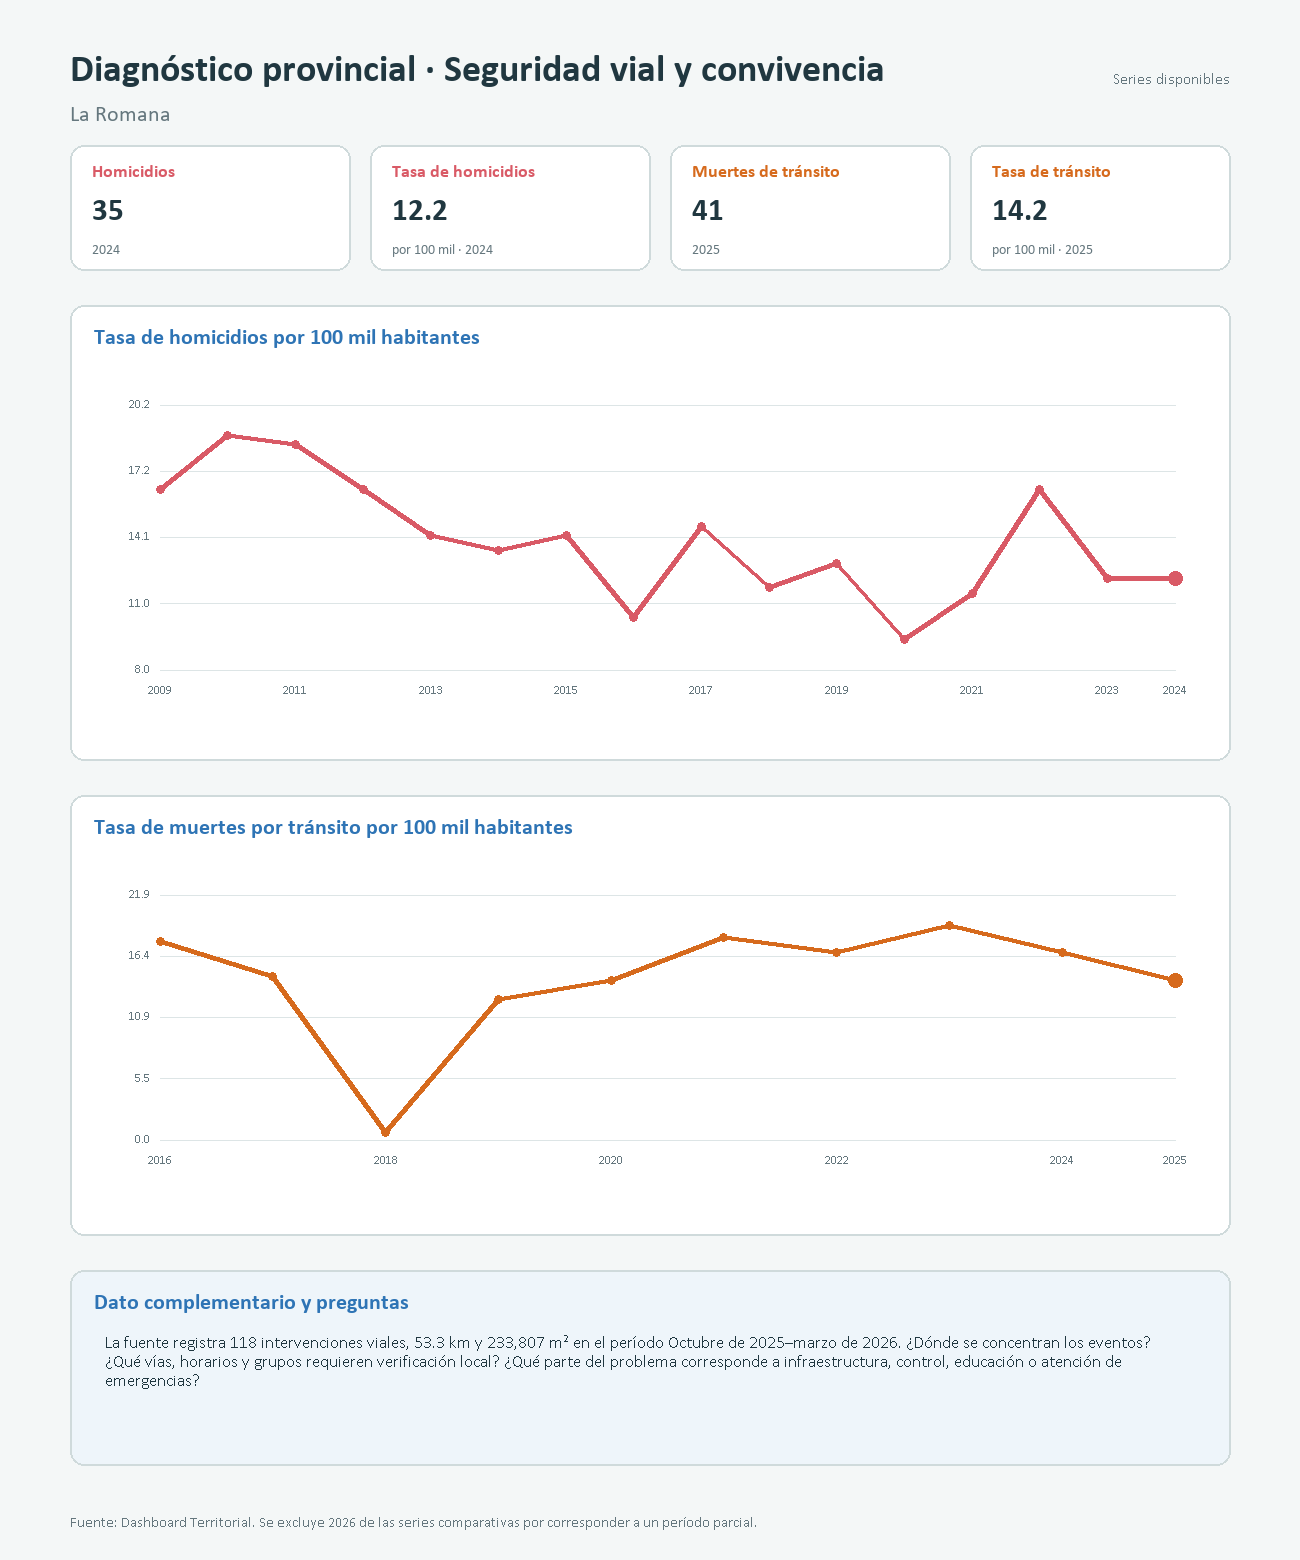 Diagnóstico provincial · Seguridad vial y convivencia
Series disponibles
La Romana
Homicidios
35
2024
Tasa de homicidios
12.2
por 100 mil · 2024
Muertes de tránsito
41
2025
Tasa de tránsito
14.2
por 100 mil · 2025
Tasa de homicidios por 100 mil habitantes
20.2
17.2
14.1
11.0
8.0
2009 2011 2013 2015 2017 2019 2021 2023 2024
Tasa de muertes por tránsito por 100 mil habitantes
21.9
16.4
10.9
5.5
0.0
2016 2018 2020 2022 2024 2025
Dato complementario y preguntas
La fuente registra 118 intervenciones viales, 53.3 km y 233,807 m² en el período Octubre de 2025–marzo de 2026. ¿Dónde se concentran los eventos?
¿Qué vías, horarios y grupos requieren verificación local? ¿Qué parte del problema corresponde a infraestructura, control, educación o atención de
emergencias?
Fuente: Dashboard Territorial. Se excluye 2026 de las series comparativas por corresponder a un período parcial.